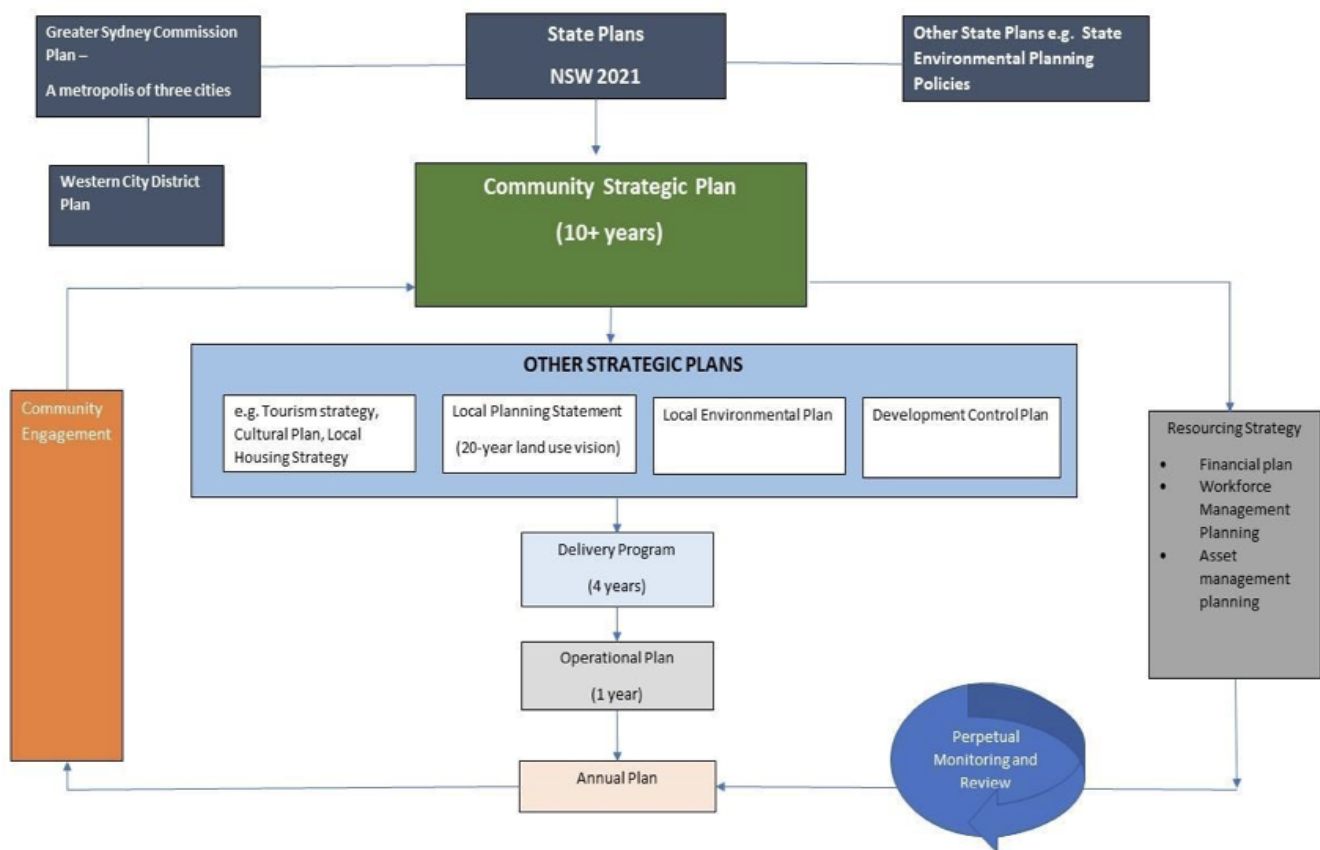 Greater Sydney Commission
Plan –
A metropolis of three cities
State Plans
NSW 2021
Other State Plans e.g.  State
Environmental Planning
Policies
Western City District
Plan
Community  Strategic  Plan
(10+ years)
OTHER STRATEGIC PLANS
e.g. Tourism strategy,
Cultural Plan, Local
Housing Strategy
Local Planning Statement
(20-year land use vision)
Local Environmental Plan
Development Control Plan
Community
Engagement
Resourcing Strategy
• Financial plan
• Workforce
Management
Planning
• Asset
management
planning
Delivery Program
(4 years)
Operational Plan
(1 year)
Perpetual
Monitoring and
Review
Annual Plan